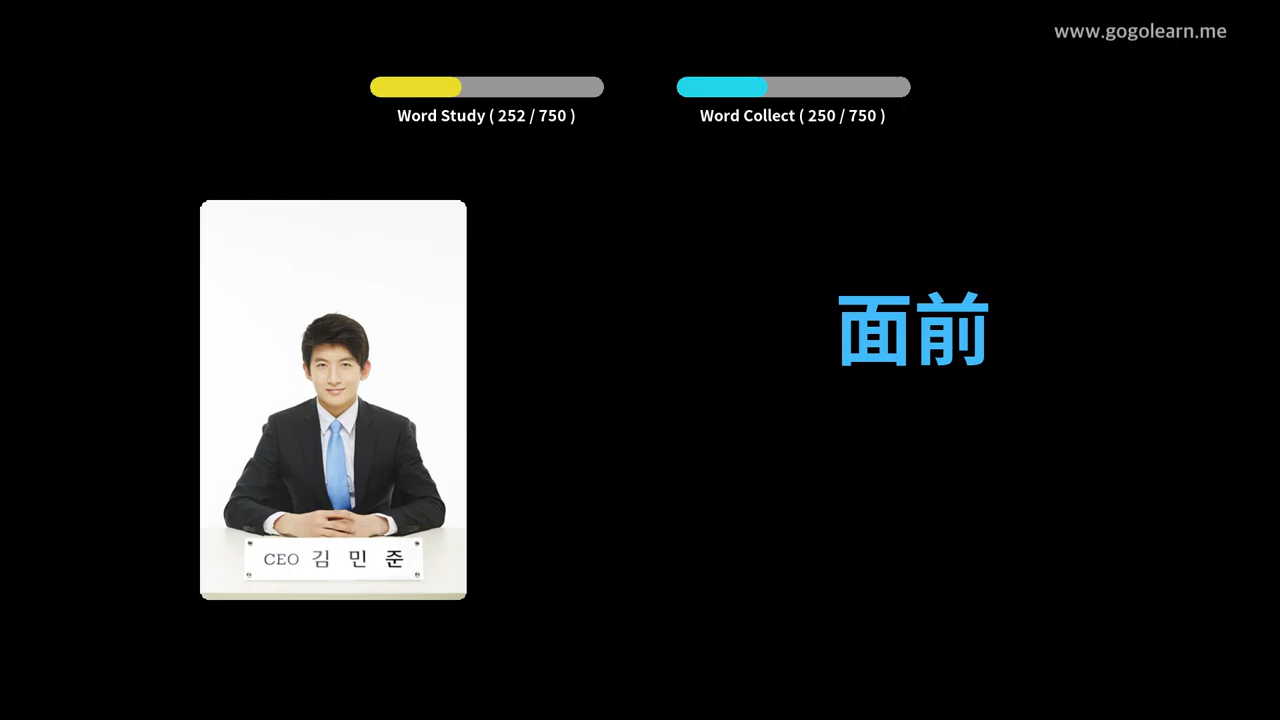 www.gogolearn.me
Word Study ( 252 / 750 )
Word Collect ( 250 / 750 )
面前
CEO 김 민 준